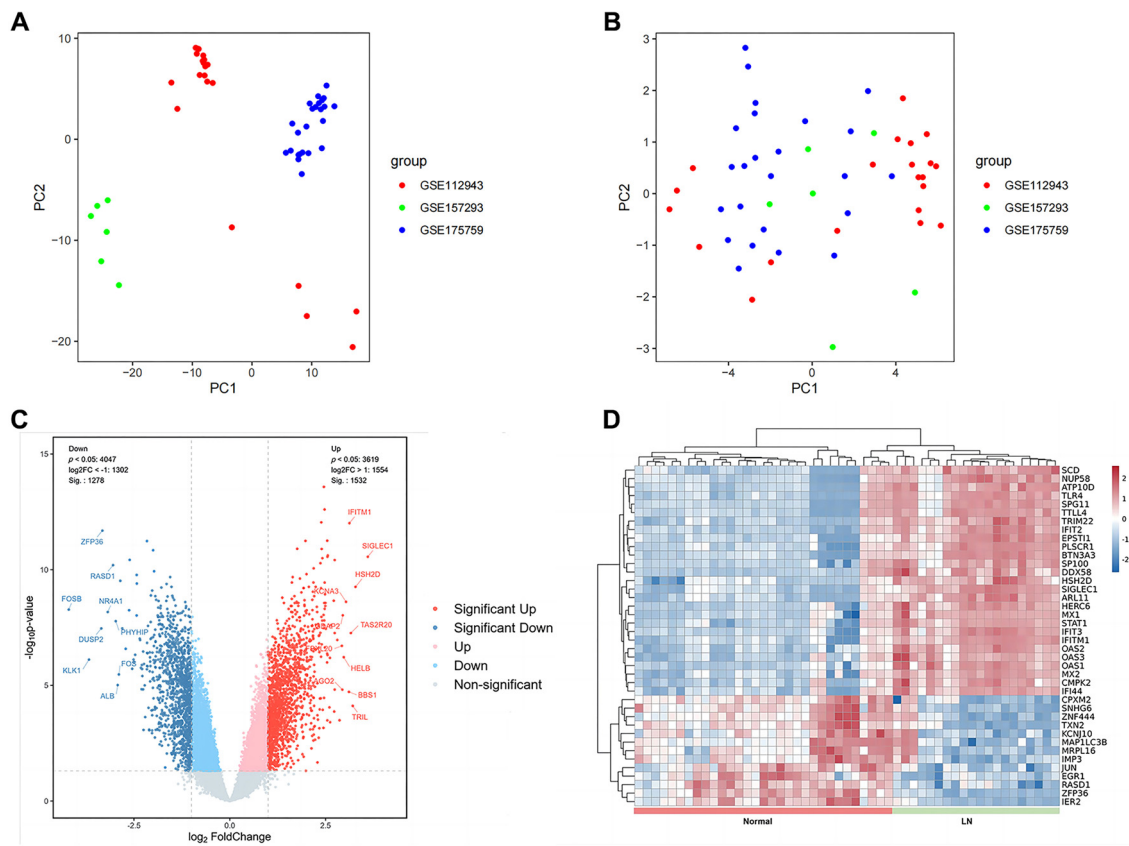 A
10
0
-10
-20
PC2
-20
-10
0
10
PC1
group
GSE112943
GSE157293
GSE175759
B
3
2
1
0
-1
-2
-3
PC2
-4
0
4
PC1
group
GSE112943
GSE157293
GSE175759
C
Down
p < 0.05: 4047
log2FC < -1: 1302
Sig. : 1278
Up
p < 0.05: 3619
log2FC > 1: 1554
Sig. : 1532
15
10
5
0
-log10p-value
-2.5
0.0
2.5
log2 FoldChange
ZFP36
RASD1
FOSB
NR4A1
PHYHIP
DUSP2
FOS
KLK1
ALB
IFITM1
SIGLEC1
HSH2D
KCNA3
TAS2R20
HELB
AGO2
BBS1
TRIL
Significant Up
Significant Down
Up
Down
Non-significant
D
SCD
NUP58
ATP10D
TLR4
SPG11
TTLL4
TRIM22
IFIT2
EPSTI1
PLSCR1
BTN3A3
SP100
DDX58
HSH2D
SIGLEC1
ARL11
HERC6
MX1
STAT1
IFIT3
IFITM1
OAS2
OAS3
OAS1
MX2
CMPK2
IFI44
CPXM2
SNHG6
ZNF444
TXN2
KCNJ10
MAP1LC3B
MRPL16
IMP3
JUN
EGR1
RASD1
ZFP36
IER2
2
1
0
-1
-2
Normal
LN